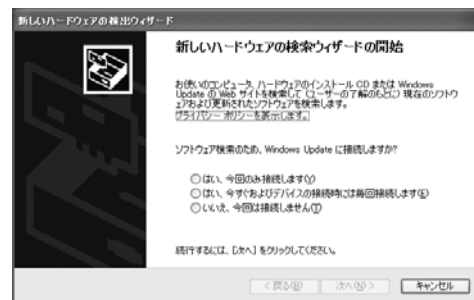 新しいハードウェアの検出ウィザード
新しいハードウェアの検索ウィザードの開始
お使いのコンピュータ、ハードウェアのインストール CD または Windows
Update の Web サイトを検索して（ユーザーの了解のもとに）現在のソフトウ
ェアおよび更新されたソフトウェアを検索します。
プライバシー ポリシーを表示します。
ソフトウェア検索のため、Windows Update に接続しますか?
はい、今回のみ接続します(Y)
はい、今すぐおよびデバイスの接続時には毎回接続します(E)
いいえ、今回は接続しません(T)
続行するには、[次へ] をクリックしてください。
< 戻る(B)
次へ(N) >
キャンセル